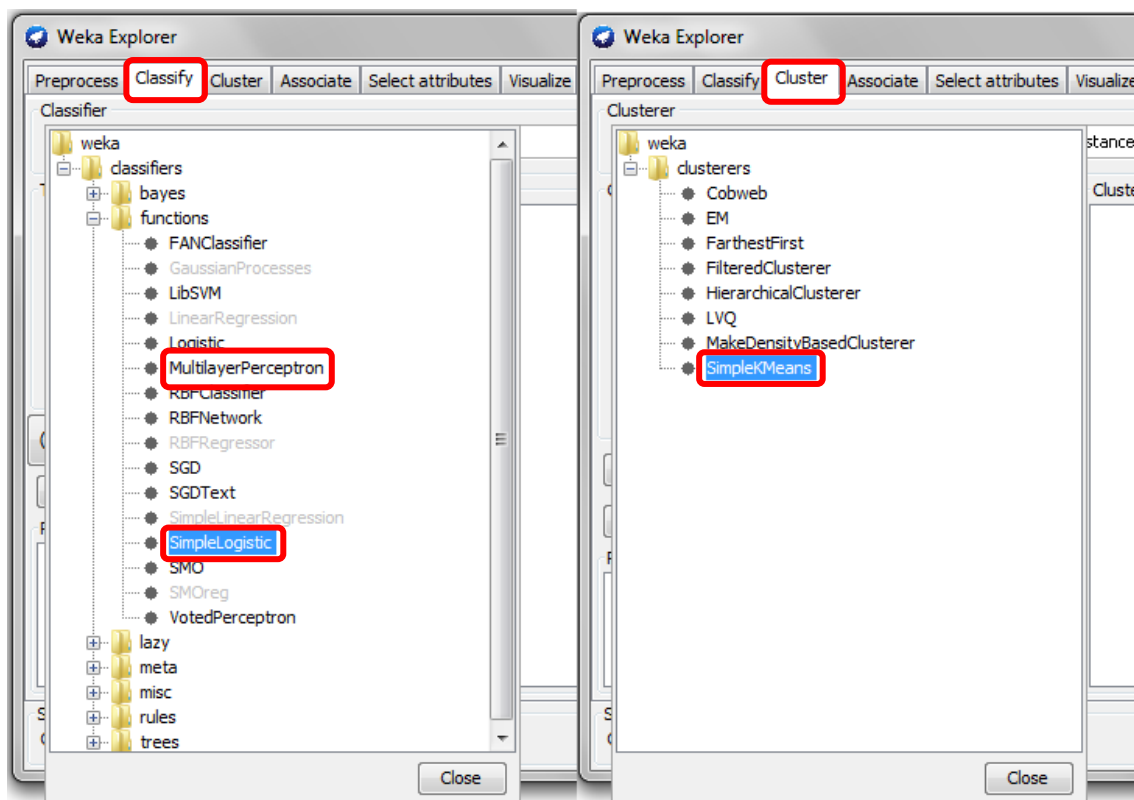 Weka Explorer
Preprocess Classify Cluster Associate Select attributes Visualize
Classifier
weka
classifiers
bayes
functions
FANClassifier
GaussianProcesses
LibSVM
LinearRegression
Logistic
MultilayerPerceptron
RBFClassifier
RBFNetwork
RBFRegressor
SGD
SGDText
SimpleLinearRegression
SimpleLogistic
SMO
SMOreg
VotedPerceptron
lazy
meta
misc
rules
trees
Close
Weka Explorer
Preprocess Classify Cluster Associate Select attributes Visualize
Clusterer
weka
stance
clusterers
Cluste
Cobweb
EM
FarthestFirst
FilteredClusterer
HierarchicalClusterer
LVQ
MakeDensityBasedClusterer
SimpleKMeans
Close